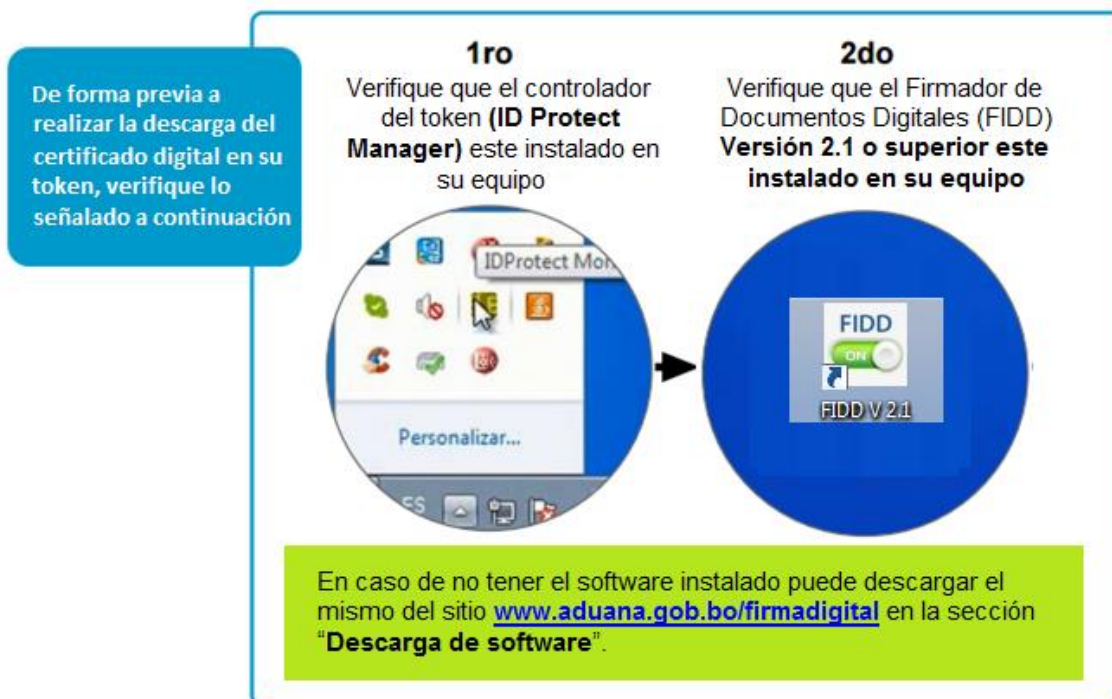 De forma previa a
realizar la descarga del
certificado digital en su
token, verifique lo
señalado a continuación
1ro
Verifique que el controlador
del token (ID Protect
Manager) este instalado en
su equipo
2do
Verifique que el Firmador de
Documentos Digitales (FIDD)
Versión 2.1 o superior este
instalado en su equipo
IDProtect Mon
Personalizar...
ES
FIDD
ON
FIDD V 2.1
En caso de no tener el software instalado puede descargar el
mismo del sitio www.aduana.gob.bo/firmadigital en la sección
“Descarga de software”.